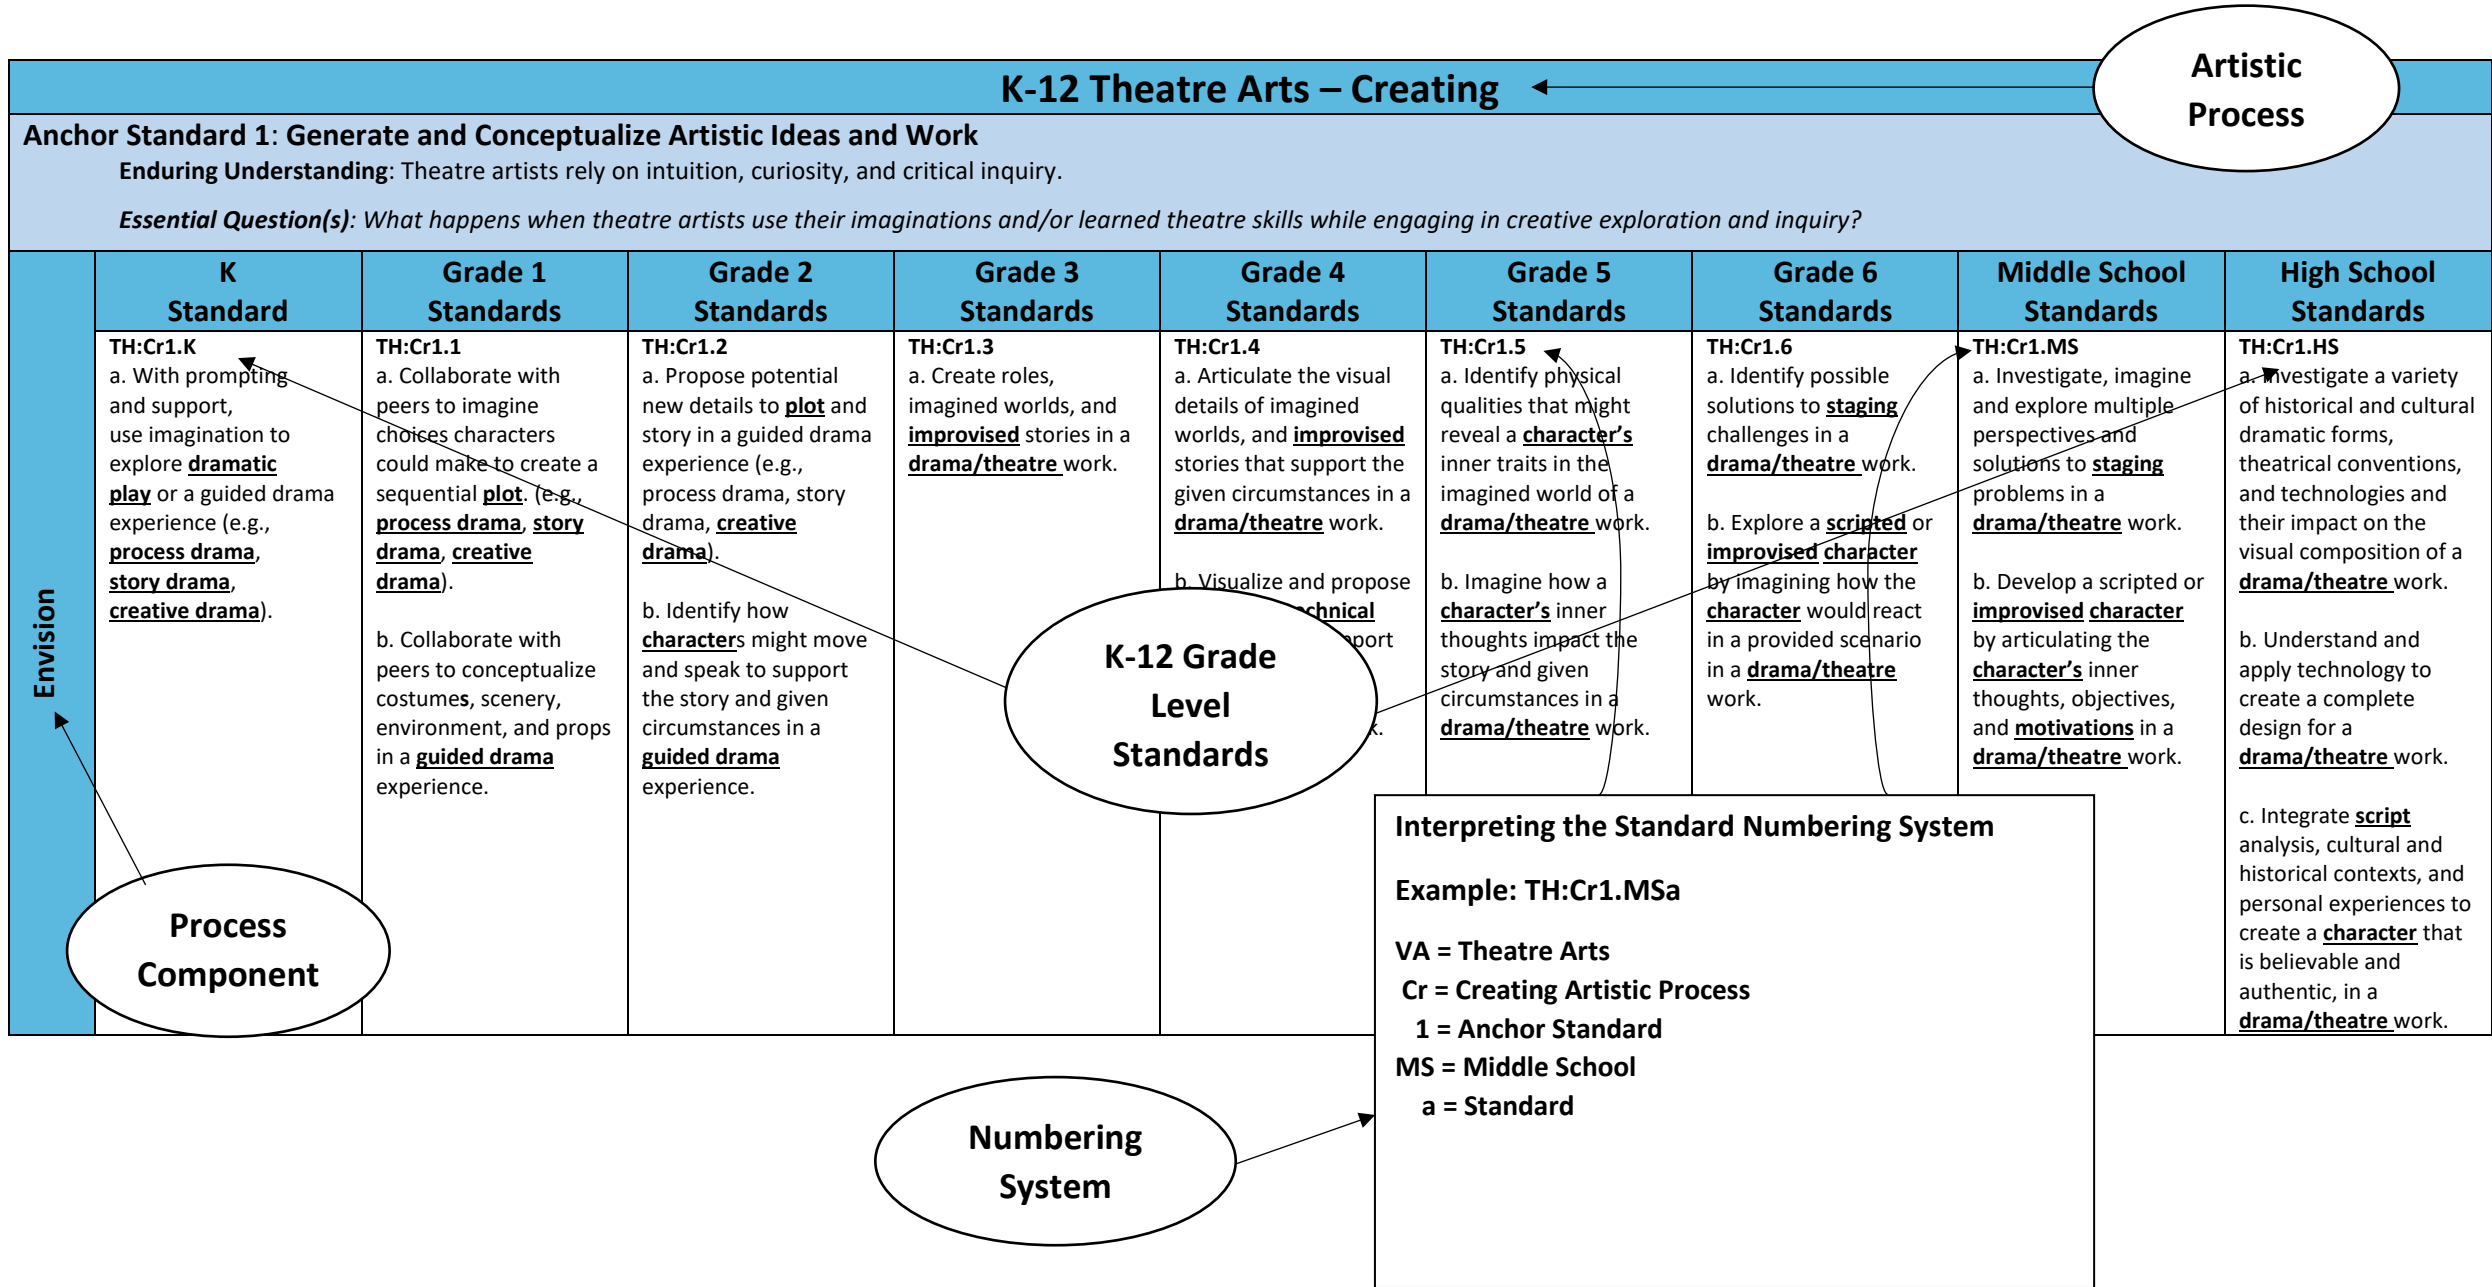 Artistic
Process
K-12 Theatre Arts – Creating
Anchor Standard 1: Generate and Conceptualize Artistic Ideas and Work
Enduring Understanding: Theatre artists rely on intuition, curiosity, and critical inquiry.
Essential Question(s): What happens when theatre artists use their imaginations and/or learned theatre skills while engaging in creative exploration and inquiry?
Envision
K
Standard
TH:Cr1.K
a. With prompting
and support,
use imagination to
explore dramatic
play or a guided drama
experience (e.g.,
process drama,
story drama,
creative drama).
Grade 1
Standards
TH:Cr1.1
a. Collaborate with
peers to imagine
choices characters
could make to create a
sequential plot. (e.g.,
process drama, story
drama, creative
drama).
b. Collaborate with
peers to conceptualize
costumes, scenery,
environment, and props
in a guided drama
experience.
Grade 2
Standards
TH:Cr1.2
a. Propose potential
new details to plot and
story in a guided drama
experience (e.g.,
process drama, story
drama, creative
drama).
b. Identify how
characters might move
and speak to support
the story and given
circumstances in a
guided drama
experience.
Grade 3
Standards
TH:Cr1.3
a. Create roles,
imagined worlds, and
improvised stories in a
drama/theatre work.
Grade 4
Standards
TH:Cr1.4
a. Articulate the visual
details of imagined
worlds, and improvised
stories that support the
given circumstances in a
drama/theatre work.
b. Visualize and propose
Grade 5
Standards
TH:Cr1.5
a. Identify physical
qualities that might
reveal a character’s
inner traits in the
imagined world of a
drama/theatre work.
b. Imagine how a
character’s inner
thoughts impact the
story and given
circumstances in a
drama/theatre work.
Grade 6
Standards
TH:Cr1.6
a. Identify possible
solutions to staging
challenges in a
drama/theatre work.
b. Explore a scripted or
improvised character
by imagining how the
character would react
in a provided scenario
in a drama/theatre
work.
Middle School
Standards
TH:Cr1.MS
a. Investigate, imagine
and explore multiple
perspectives and
solutions to staging
problems in a
drama/theatre work.
b. Develop a scripted or
improvised character
by articulating the
character’s inner
thoughts, objectives,
and motivations in a
drama/theatre work.
High School
Standards
TH:Cr1.HS
a. Investigate a variety
of historical and cultural
dramatic forms,
theatrical conventions,
and technologies and
their impact on the
visual composition of a
drama/theatre work.
b. Understand and
apply technology to
create a complete
design for a
drama/theatre work.
c. Integrate script
analysis, cultural and
historical contexts, and
personal experiences to
create a character that
is believable and
authentic, in a
drama/theatre work.
K-12 Grade
Level
Standards
Process
Component
Interpreting the Standard Numbering System
Example: TH:Cr1.MSa
VA = Theatre Arts
Cr = Creating Artistic Process
1 = Anchor Standard
MS = Middle School
a = Standard
Numbering
System